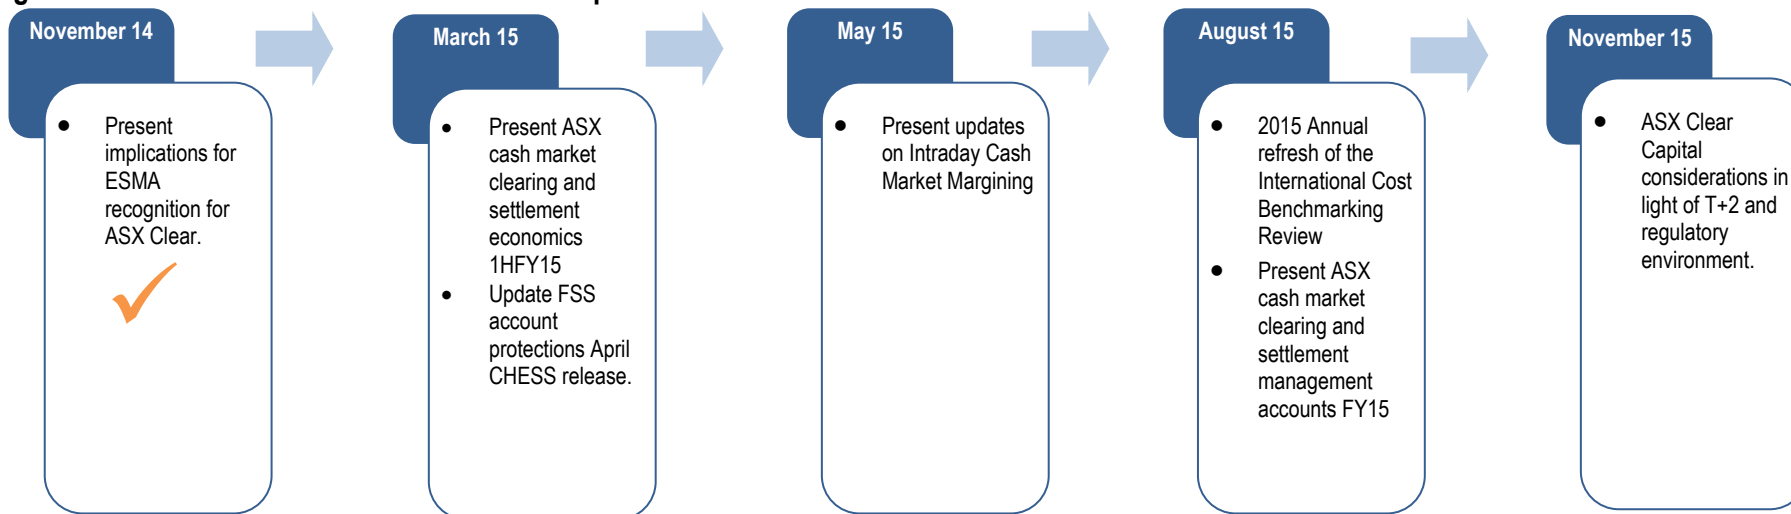 November 14
• Present
implications for
ESMA
recognition for
ASX Clear.
March 15
• Present ASX
cash market
clearing and
settlement
economics
1HFY15
• Update FSS
account
protections April
CHESS release.
May 15
• Present updates
on Intraday Cash
Market Margining
August 15
• 2015 Annual
refresh of the
International Cost
Benchmarking
Review
• Present ASX
cash market
clearing and
settlement
management
accounts FY15
November 15
• ASX Clear
Capital
considerations in
light of T+2 and
regulatory
environment.